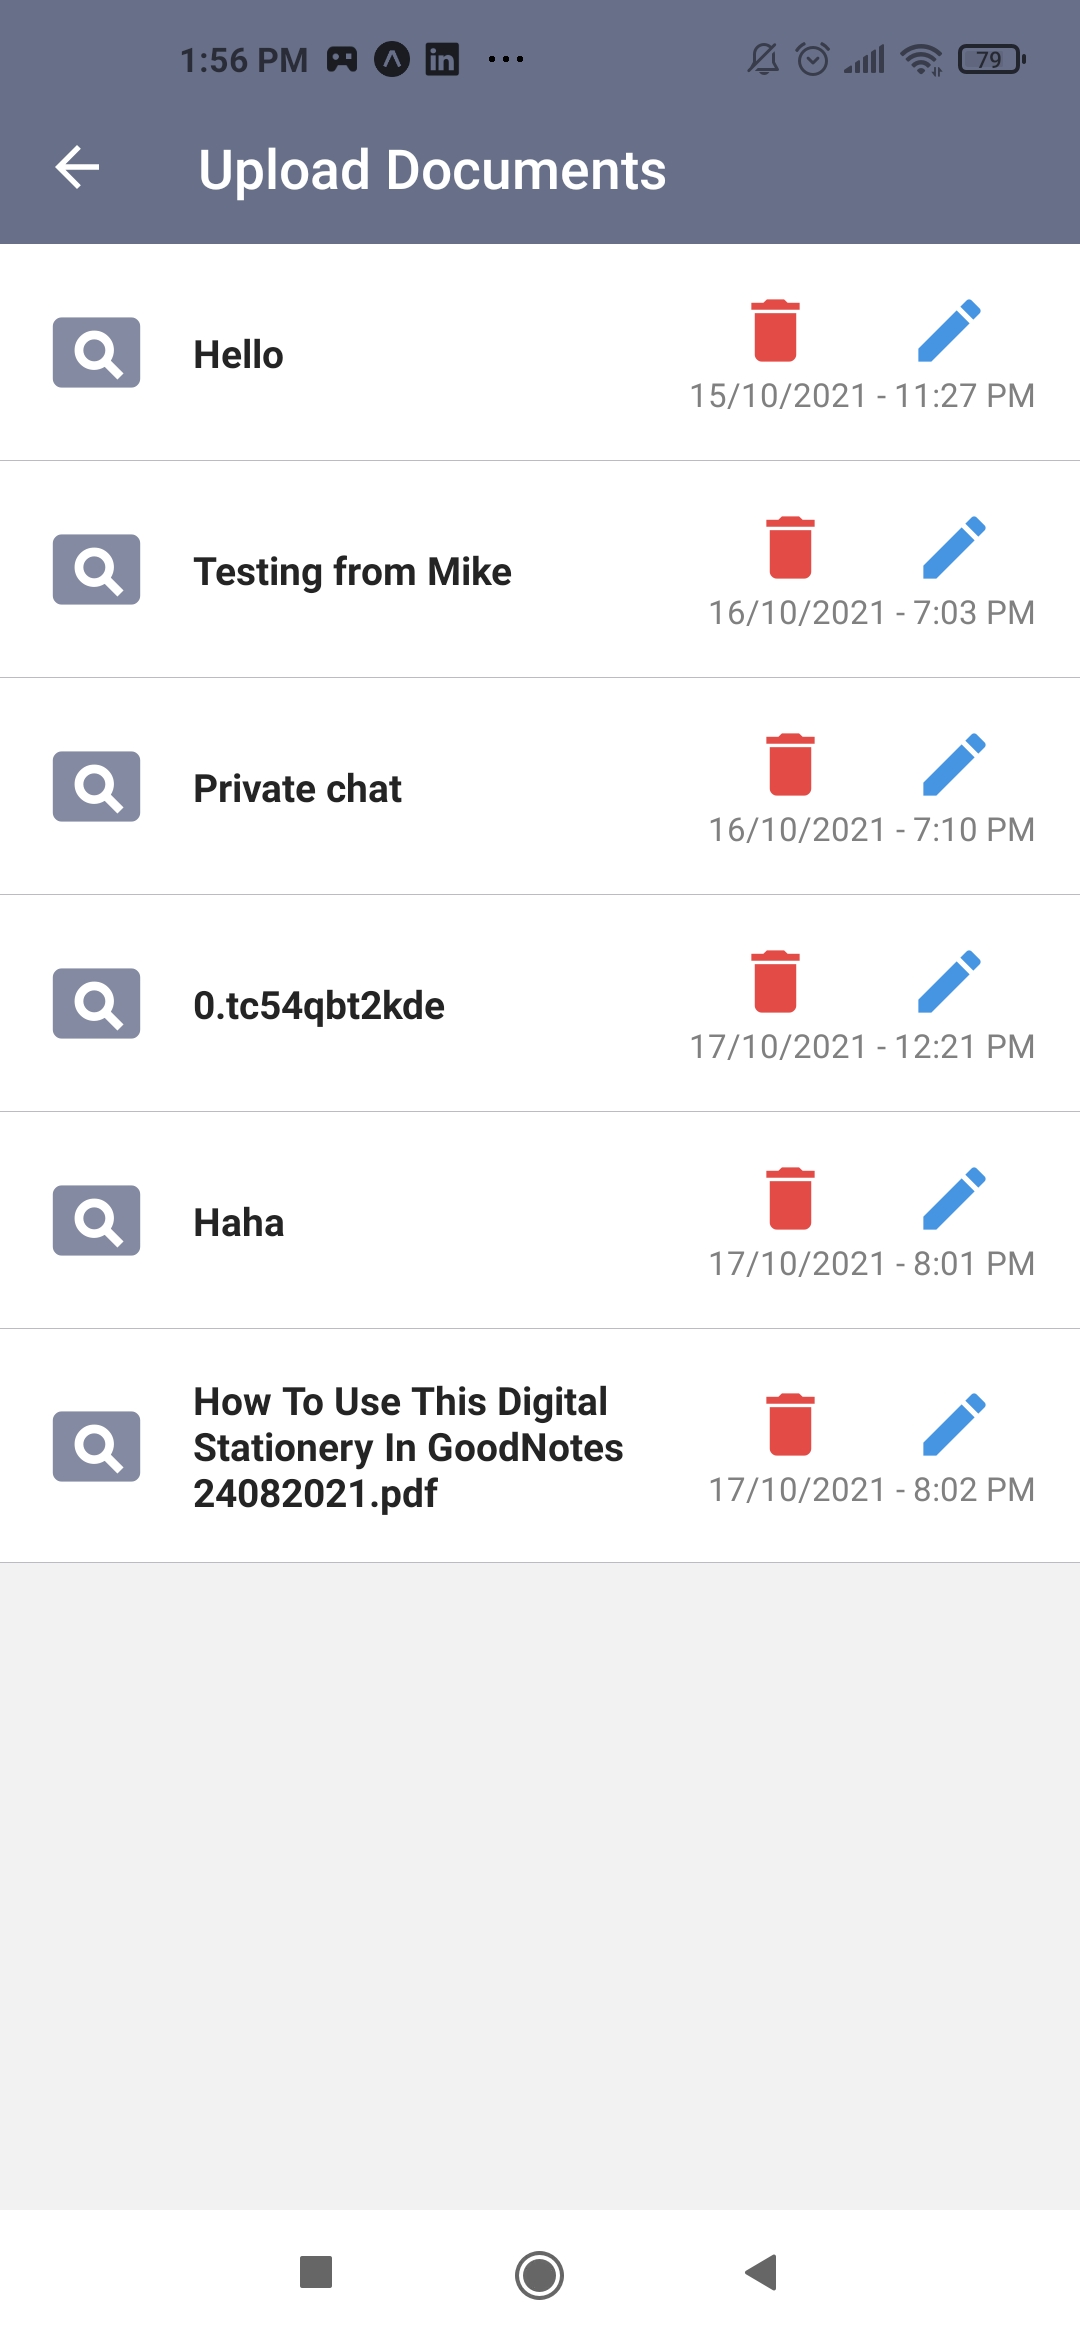 1:56 PM in ... 79
Upload Documents
Hello
15/10/2021 - 11:27 PM
Testing from Mike
16/10/2021 - 7:03 PM
Private chat
16/10/2021 - 7:10 PM
0.tc54qbt2kde
17/10/2021 - 12:21 PM
Haha
17/10/2021 - 8:01 PM
How To Use This Digital
Stationery In GoodNotes
24082021.pdf
17/10/2021 - 8:02 PM